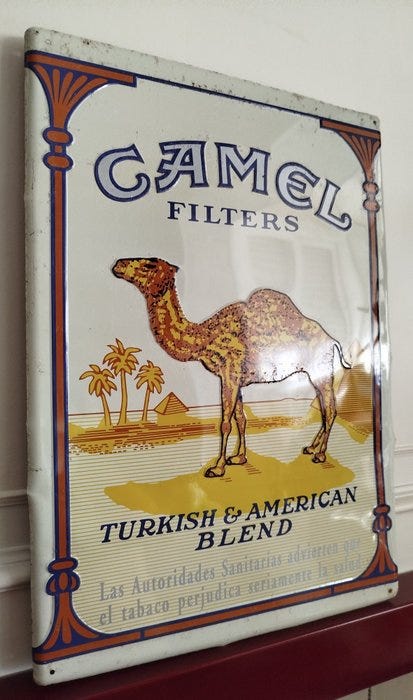 CAMEL
FILTERS
TURKISH & AMERICAN
BLEND
Las Autoridades Sanitarias advierten que
el tabaco perjudica seriamente la salud